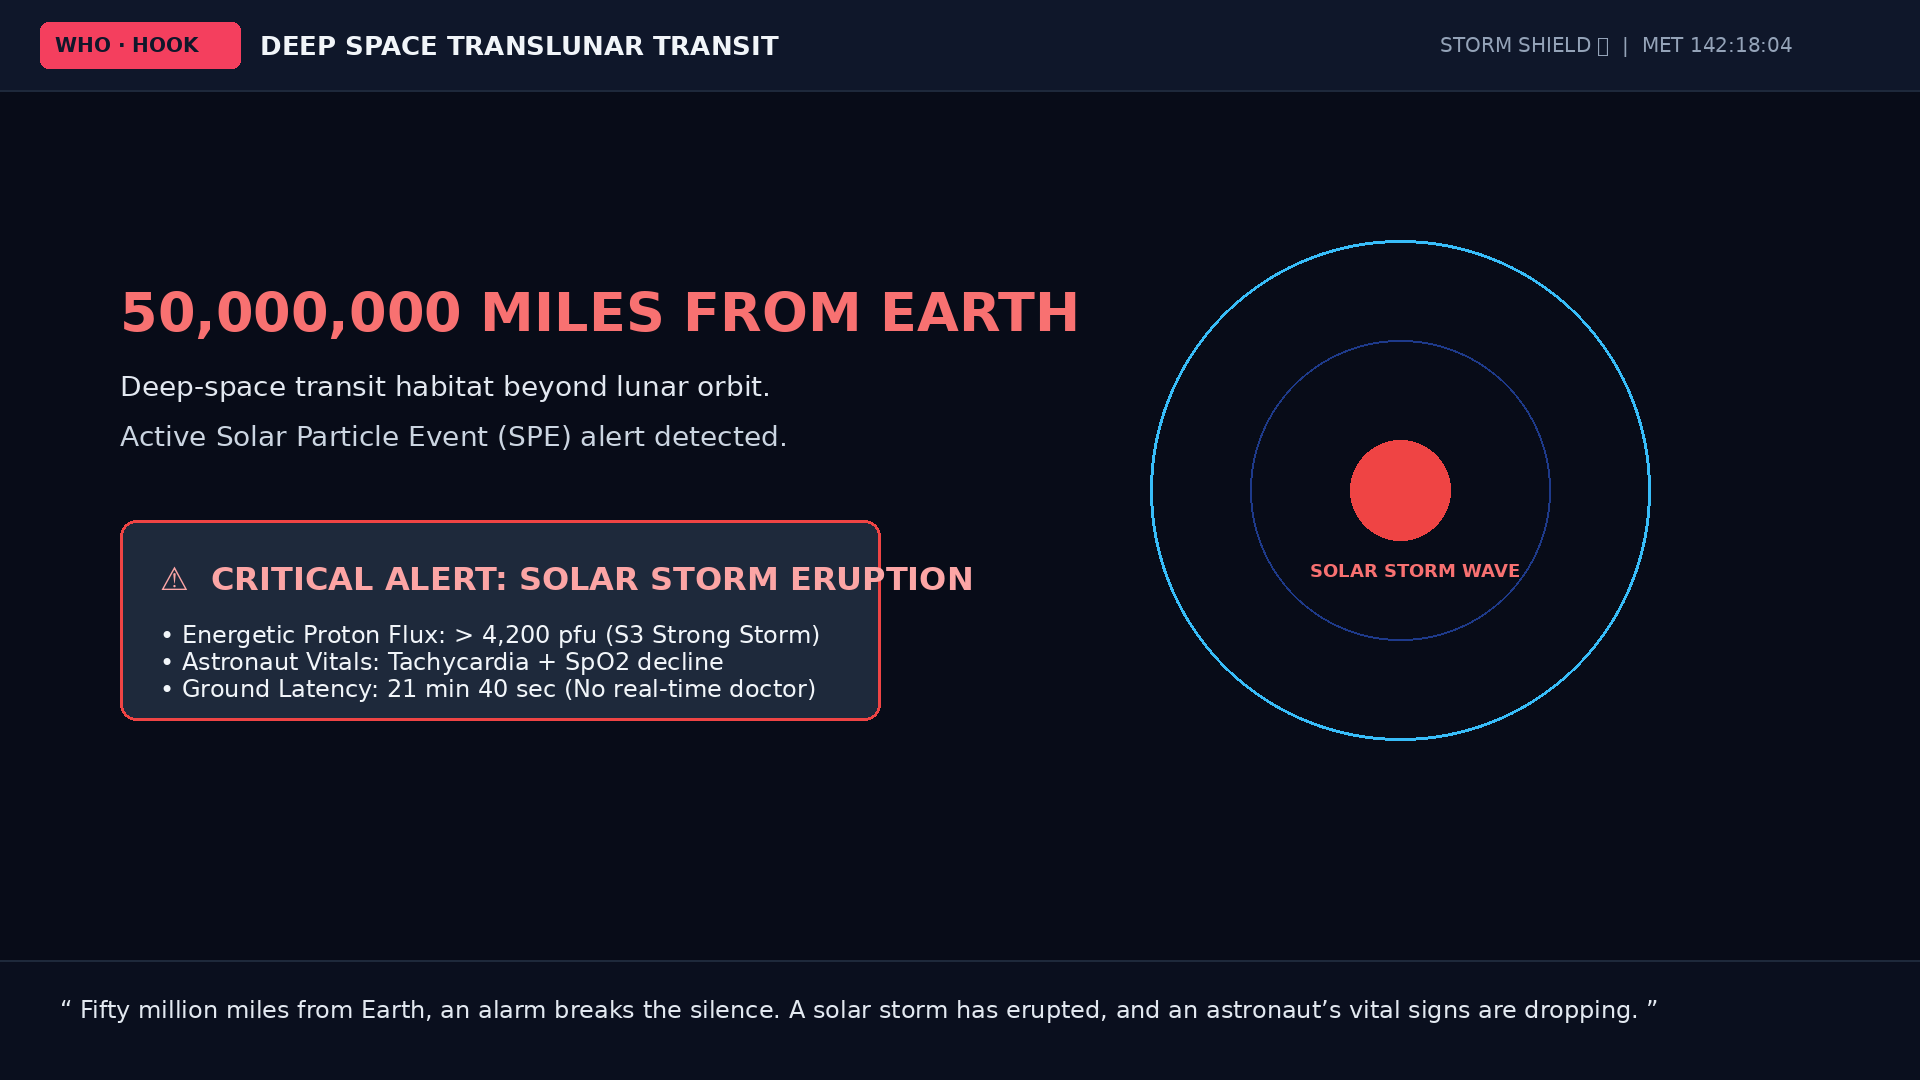 WHO · HOOK
DEEP SPACE TRANSLUNAR TRANSIT
STORM SHIELD | MET 142:18:04
50,000,000 MILES FROM EARTH
Deep-space transit habitat beyond lunar orbit.
Active Solar Particle Event (SPE) alert detected.
⚠ CRITICAL ALERT: SOLAR STORM ERUPTION
• Energetic Proton Flux: > 4,200 pfu (S3 Strong Storm)
• Astronaut Vitals: Tachycardia + SpO2 decline
• Ground Latency: 21 min 40 sec (No real-time doctor)
SOLAR STORM WAVE
“ Fifty million miles from Earth, an alarm breaks the silence. A solar storm has erupted, and an astronaut’s vital signs are dropping. ”